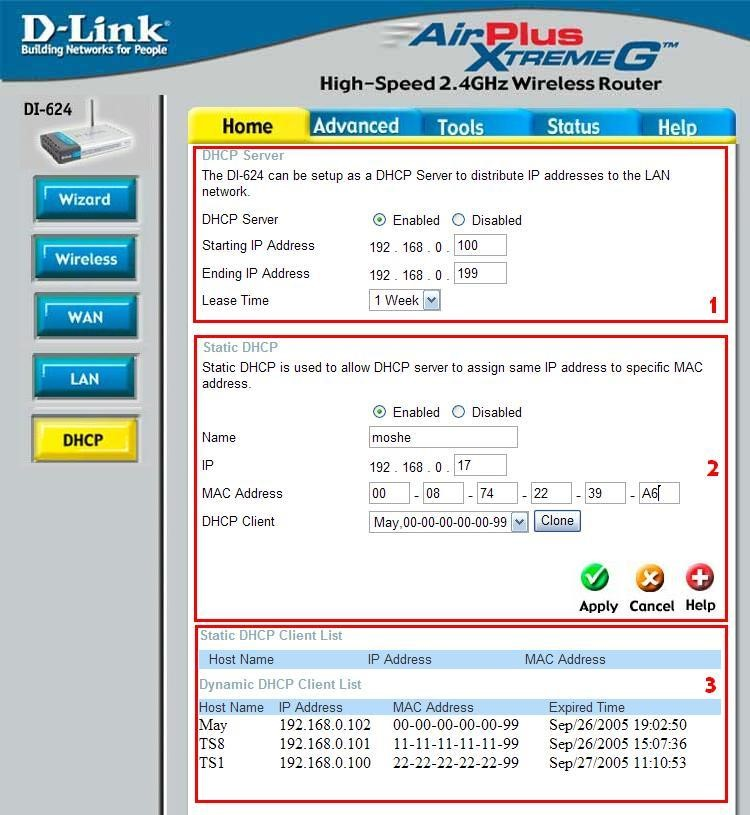 D-Link®
Building Networks for People
AirPlus
XTREME G™
High-Speed 2.4GHz Wireless Router
DI-624
Home Advanced Tools Status Help
Wizard
Wireless
WAN
LAN
DHCP
DHCP Server
The DI-624 can be setup as a DHCP Server to distribute IP addresses to the LAN
network.
DHCP Server Enabled Disabled
Starting IP Address 192 . 168 . 0 . 100
Ending IP Address 192 . 168 . 0 . 199
Lease Time 1 Week
1
Static DHCP
Static DHCP is used to allow DHCP server to assign same IP address to specific MAC
address.
Enabled Disabled
Name moshe
IP 192 . 168 . 0 . 17
2
MAC Address 00 - 08 - 74 - 22 - 39 - A6
DHCP Client May,00-00-00-00-00-99 Clone
Apply Cancel Help
Static DHCP Client List
Host Name IP Address MAC Address
Dynamic DHCP Client List
3
Host Name IP Address MAC Address Expired Time
May 192.168.0.102 00-00-00-00-00-99 Sep/26/2005 19:02:50
TS8 192.168.0.101 11-11-11-11-11-99 Sep/26/2005 15:07:36
TS1 192.168.0.100 22-22-22-22-22-99 Sep/27/2005 11:10:53